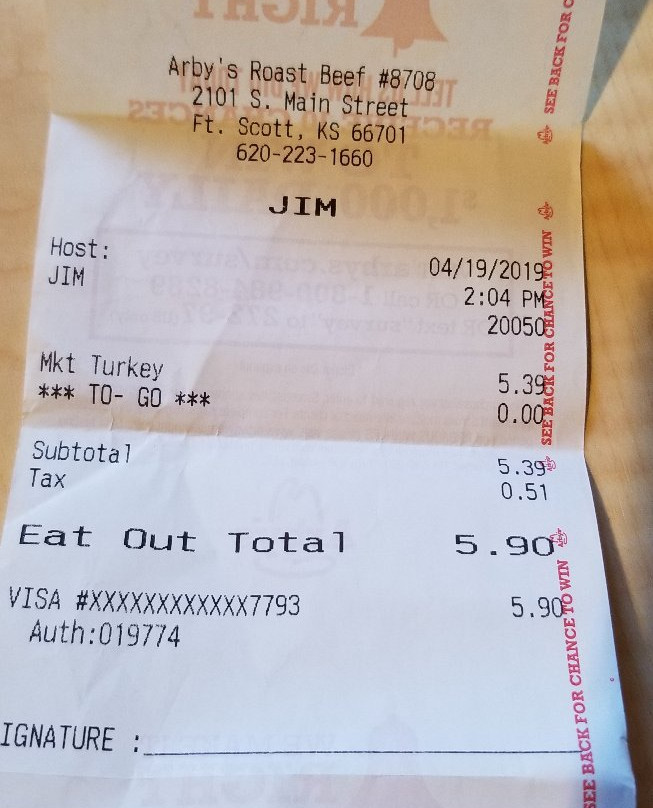 RIGHT
Arby's Roast Beef #8708
2101 S. Main Street
Ft. Scott, KS 66701
620-223-1660
JIM
Host: 04/19/2019
JIM 2:04 PM
20050
Mkt Turkey 5.39
*** TO- GO *** 0.00
Subtotal 5.39
Tax 0.51
Eat Out Total 5.90
VISA #XXXXXXXXXXXX7793 5.90
Auth:019774
IGNATURE :
SEE BACK FOR C
SEE BACK FOR CHANCE TO WIN
SEE BACK FOR CHANCE TO WIN